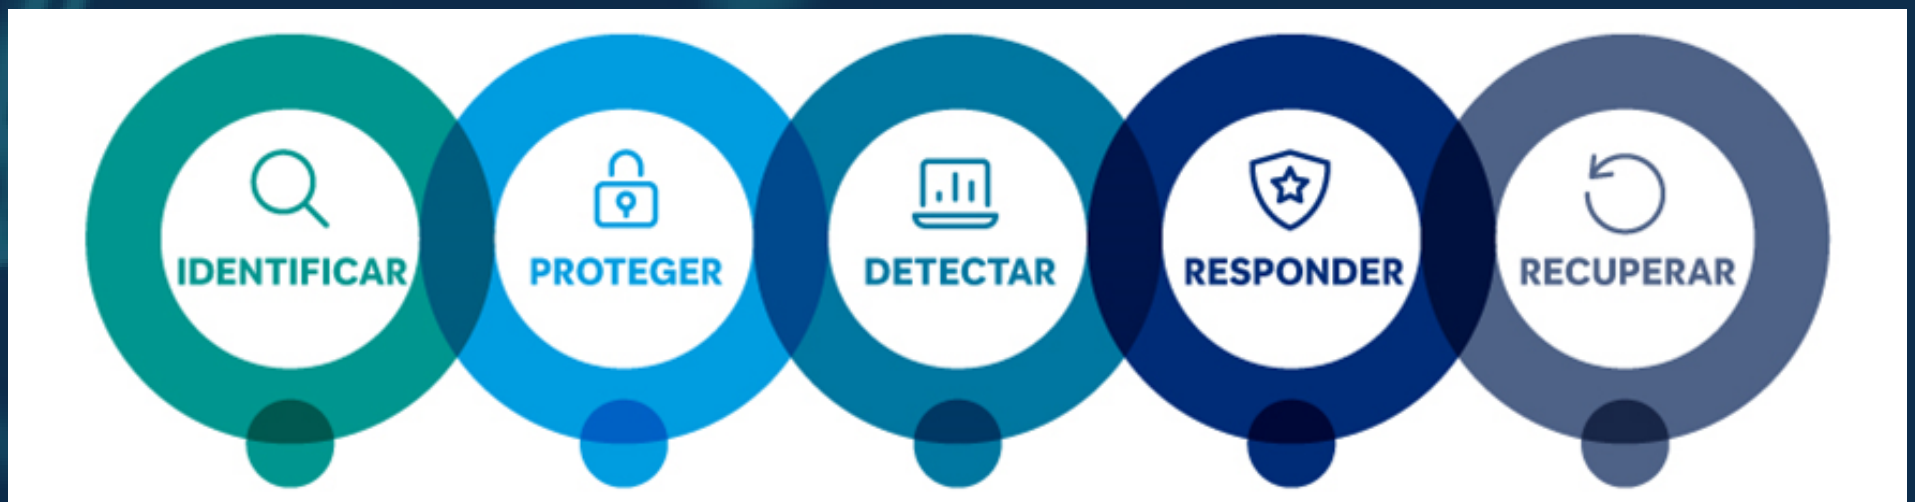 IDENTIFICAR
PROTEGER
DETECTAR
RESPONDER
RECUPERAR